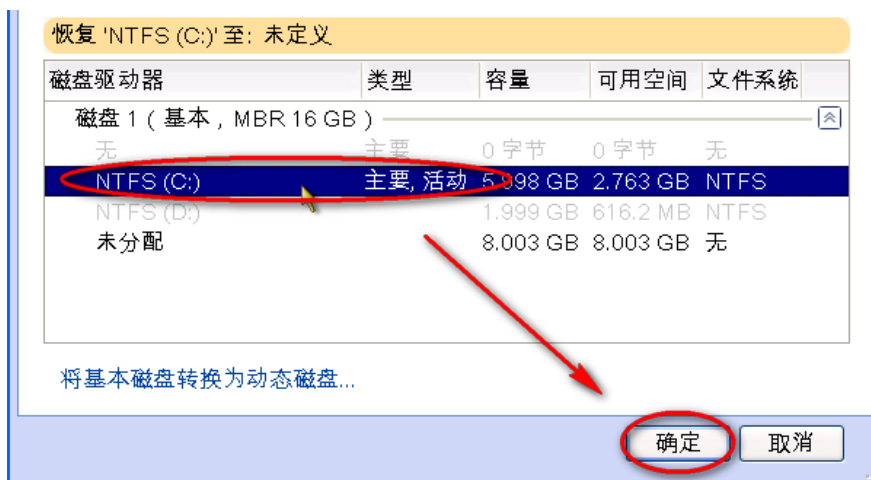 恢复 'NTFS (C:)' 至: 未定义
磁盘驱动器 类型 容量 可用空间 文件系统
磁盘 1 ( 基本 , MBR 16 GB )
无 主要 0 字节 0 字节 无
NTFS (C:) 主要, 活动 5.998 GB 2.763 GB NTFS
NTFS (D:) 1.999 GB 616.2 MB NTFS
未分配 8.003 GB 8.003 GB 无
将基本磁盘转换为动态磁盘...
确定 取消